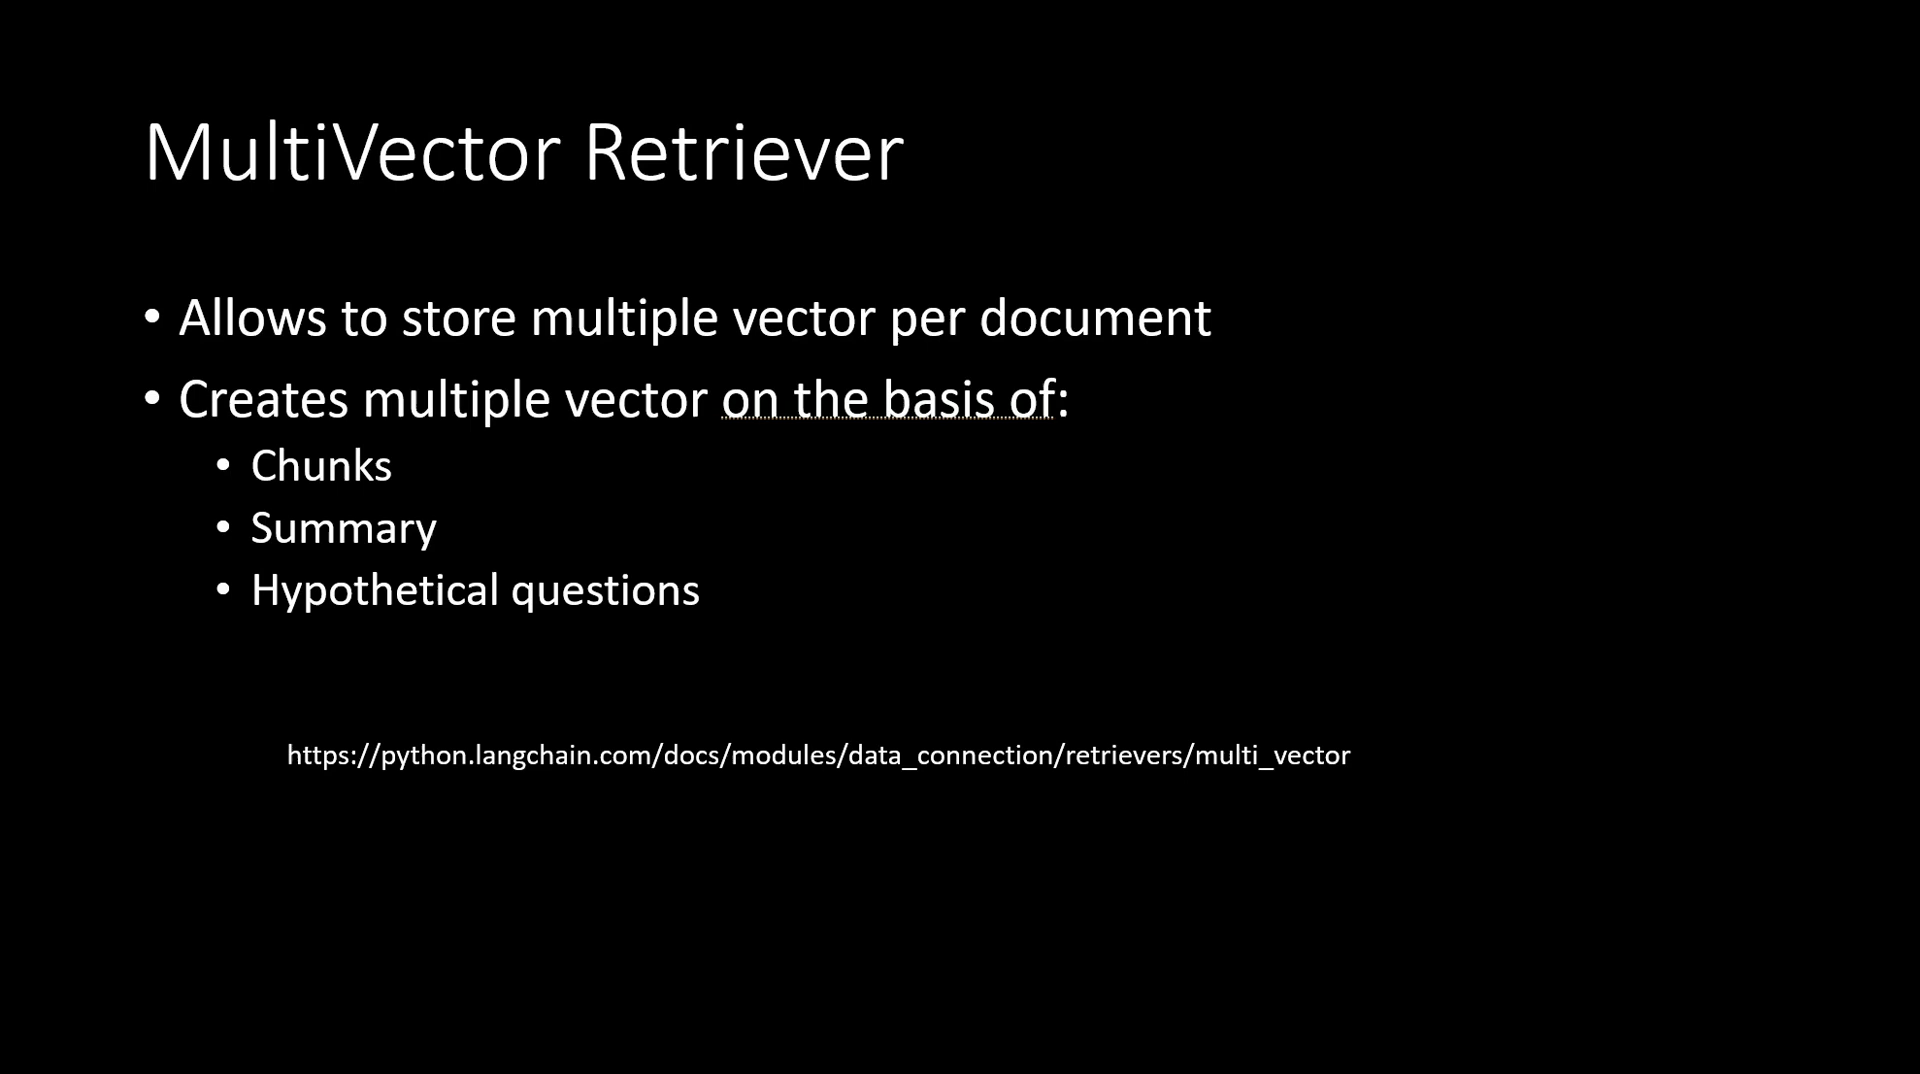 MultiVector Retriever
• Allows to store multiple vector per document
• Creates multiple vector on the basis of:
• Chunks
• Summary
• Hypothetical questions
https://python.langchain.com/docs/modules/data_connection/retrievers/multi_vector